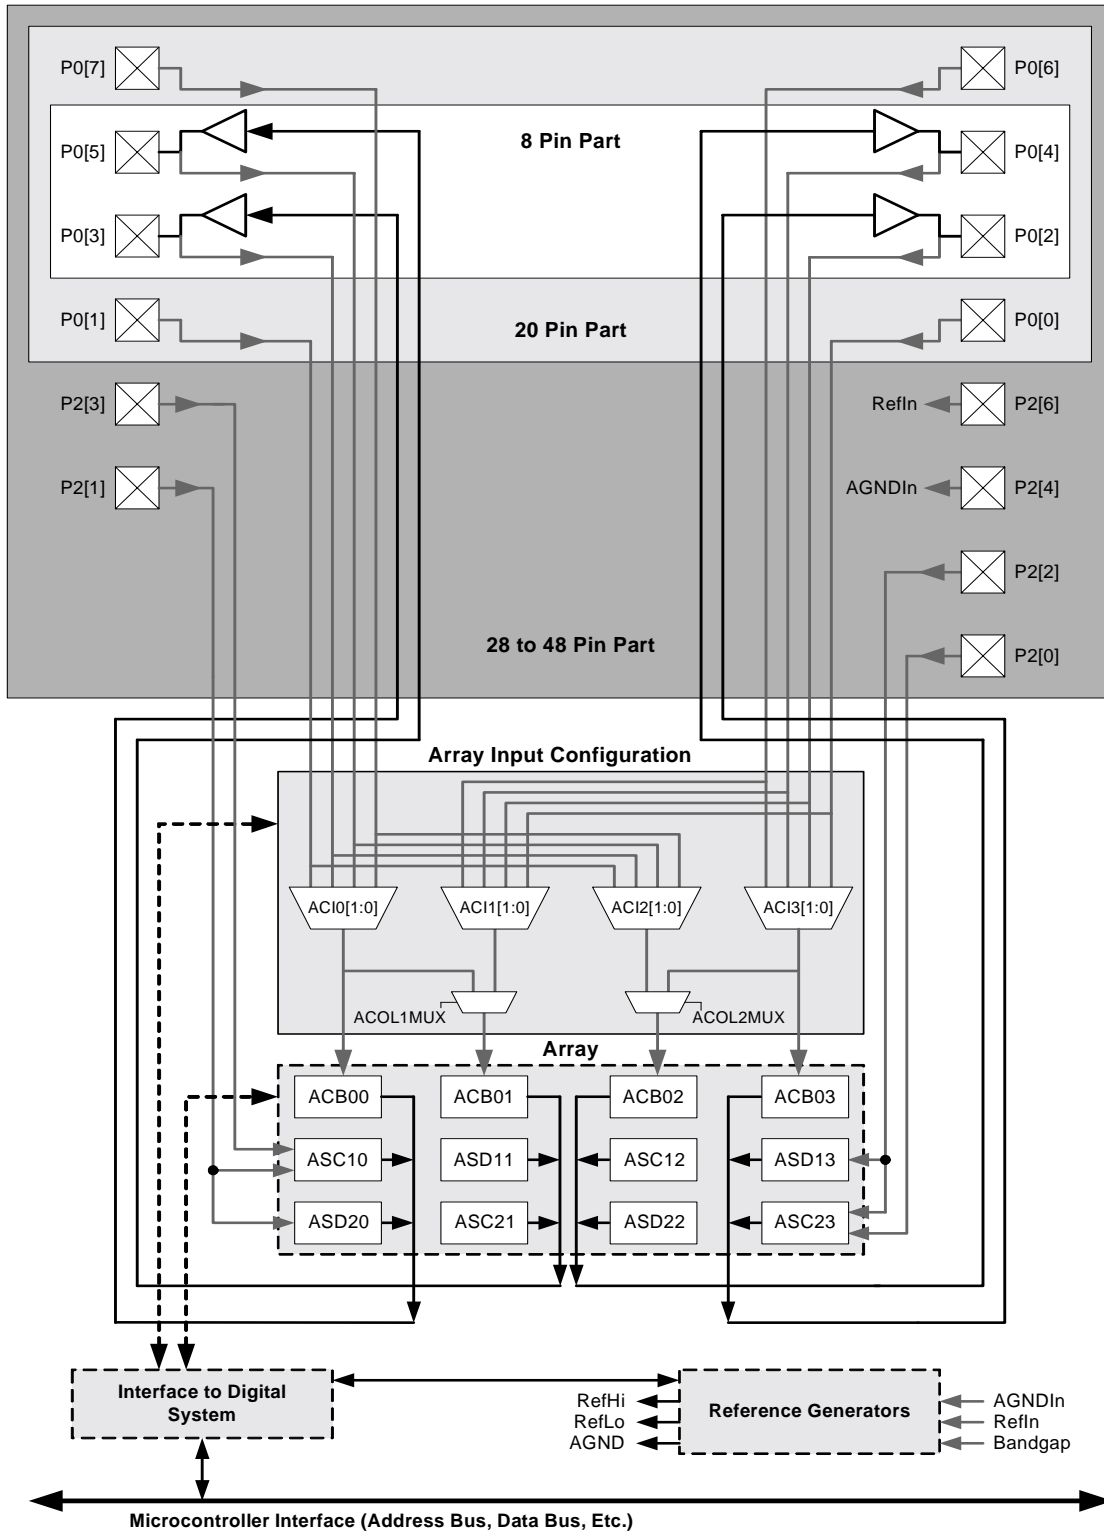 P0[7]
P0[6]
8 Pin Part
P0[5]
P0[4]
P0[3]
P0[2]
P0[1]
P0[0]
20 Pin Part
P2[3]
RefIn
P2[6]
P2[1]
AGNDIn
P2[4]
P2[2]
28 to 48 Pin Part
P2[0]
Array Input Configuration
ACI0[1:0]
ACI1[1:0]
ACI2[1:0]
ACI3[1:0]
ACOL1MUX
ACOL2MUX
Array
ACB00
ACB01
ACB02
ACB03
ASC10
ASD11
ASC12
ASD13
ASD20
ASC21
ASD22
ASC23
Interface to Digital
System
RefHi
RefLo
AGND
Reference Generators
AGNDIn
RefIn
Bandgap
Microcontroller Interface (Address Bus, Data Bus, Etc.)